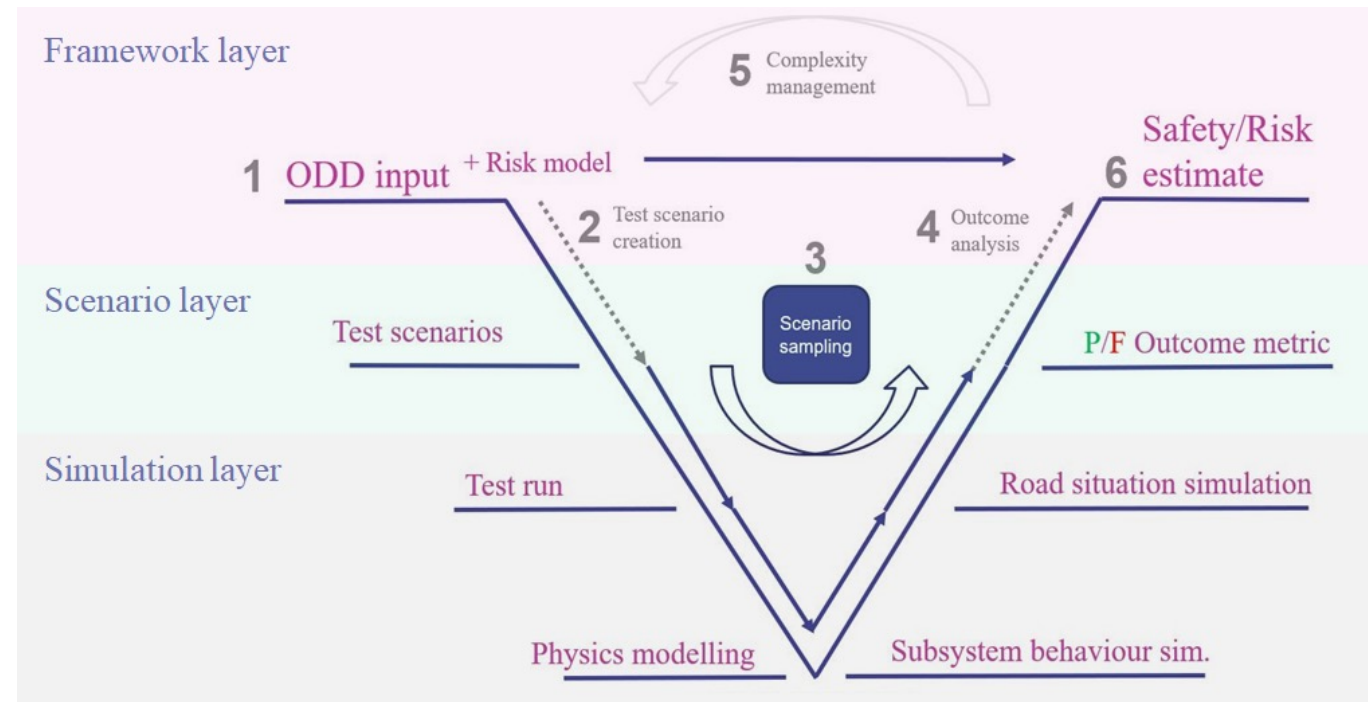 Framework layer
5 Complexity
management
1 ODD input + Risk model
Safety/Risk
6 estimate
2 Test scenario
creation
4 Outcome
analysis
3
Scenario layer
Scenario
sampling
Test scenarios
P/F Outcome metric
Simulation layer
Test run
Road situation simulation
Physics modelling
Subsystem behaviour sim.